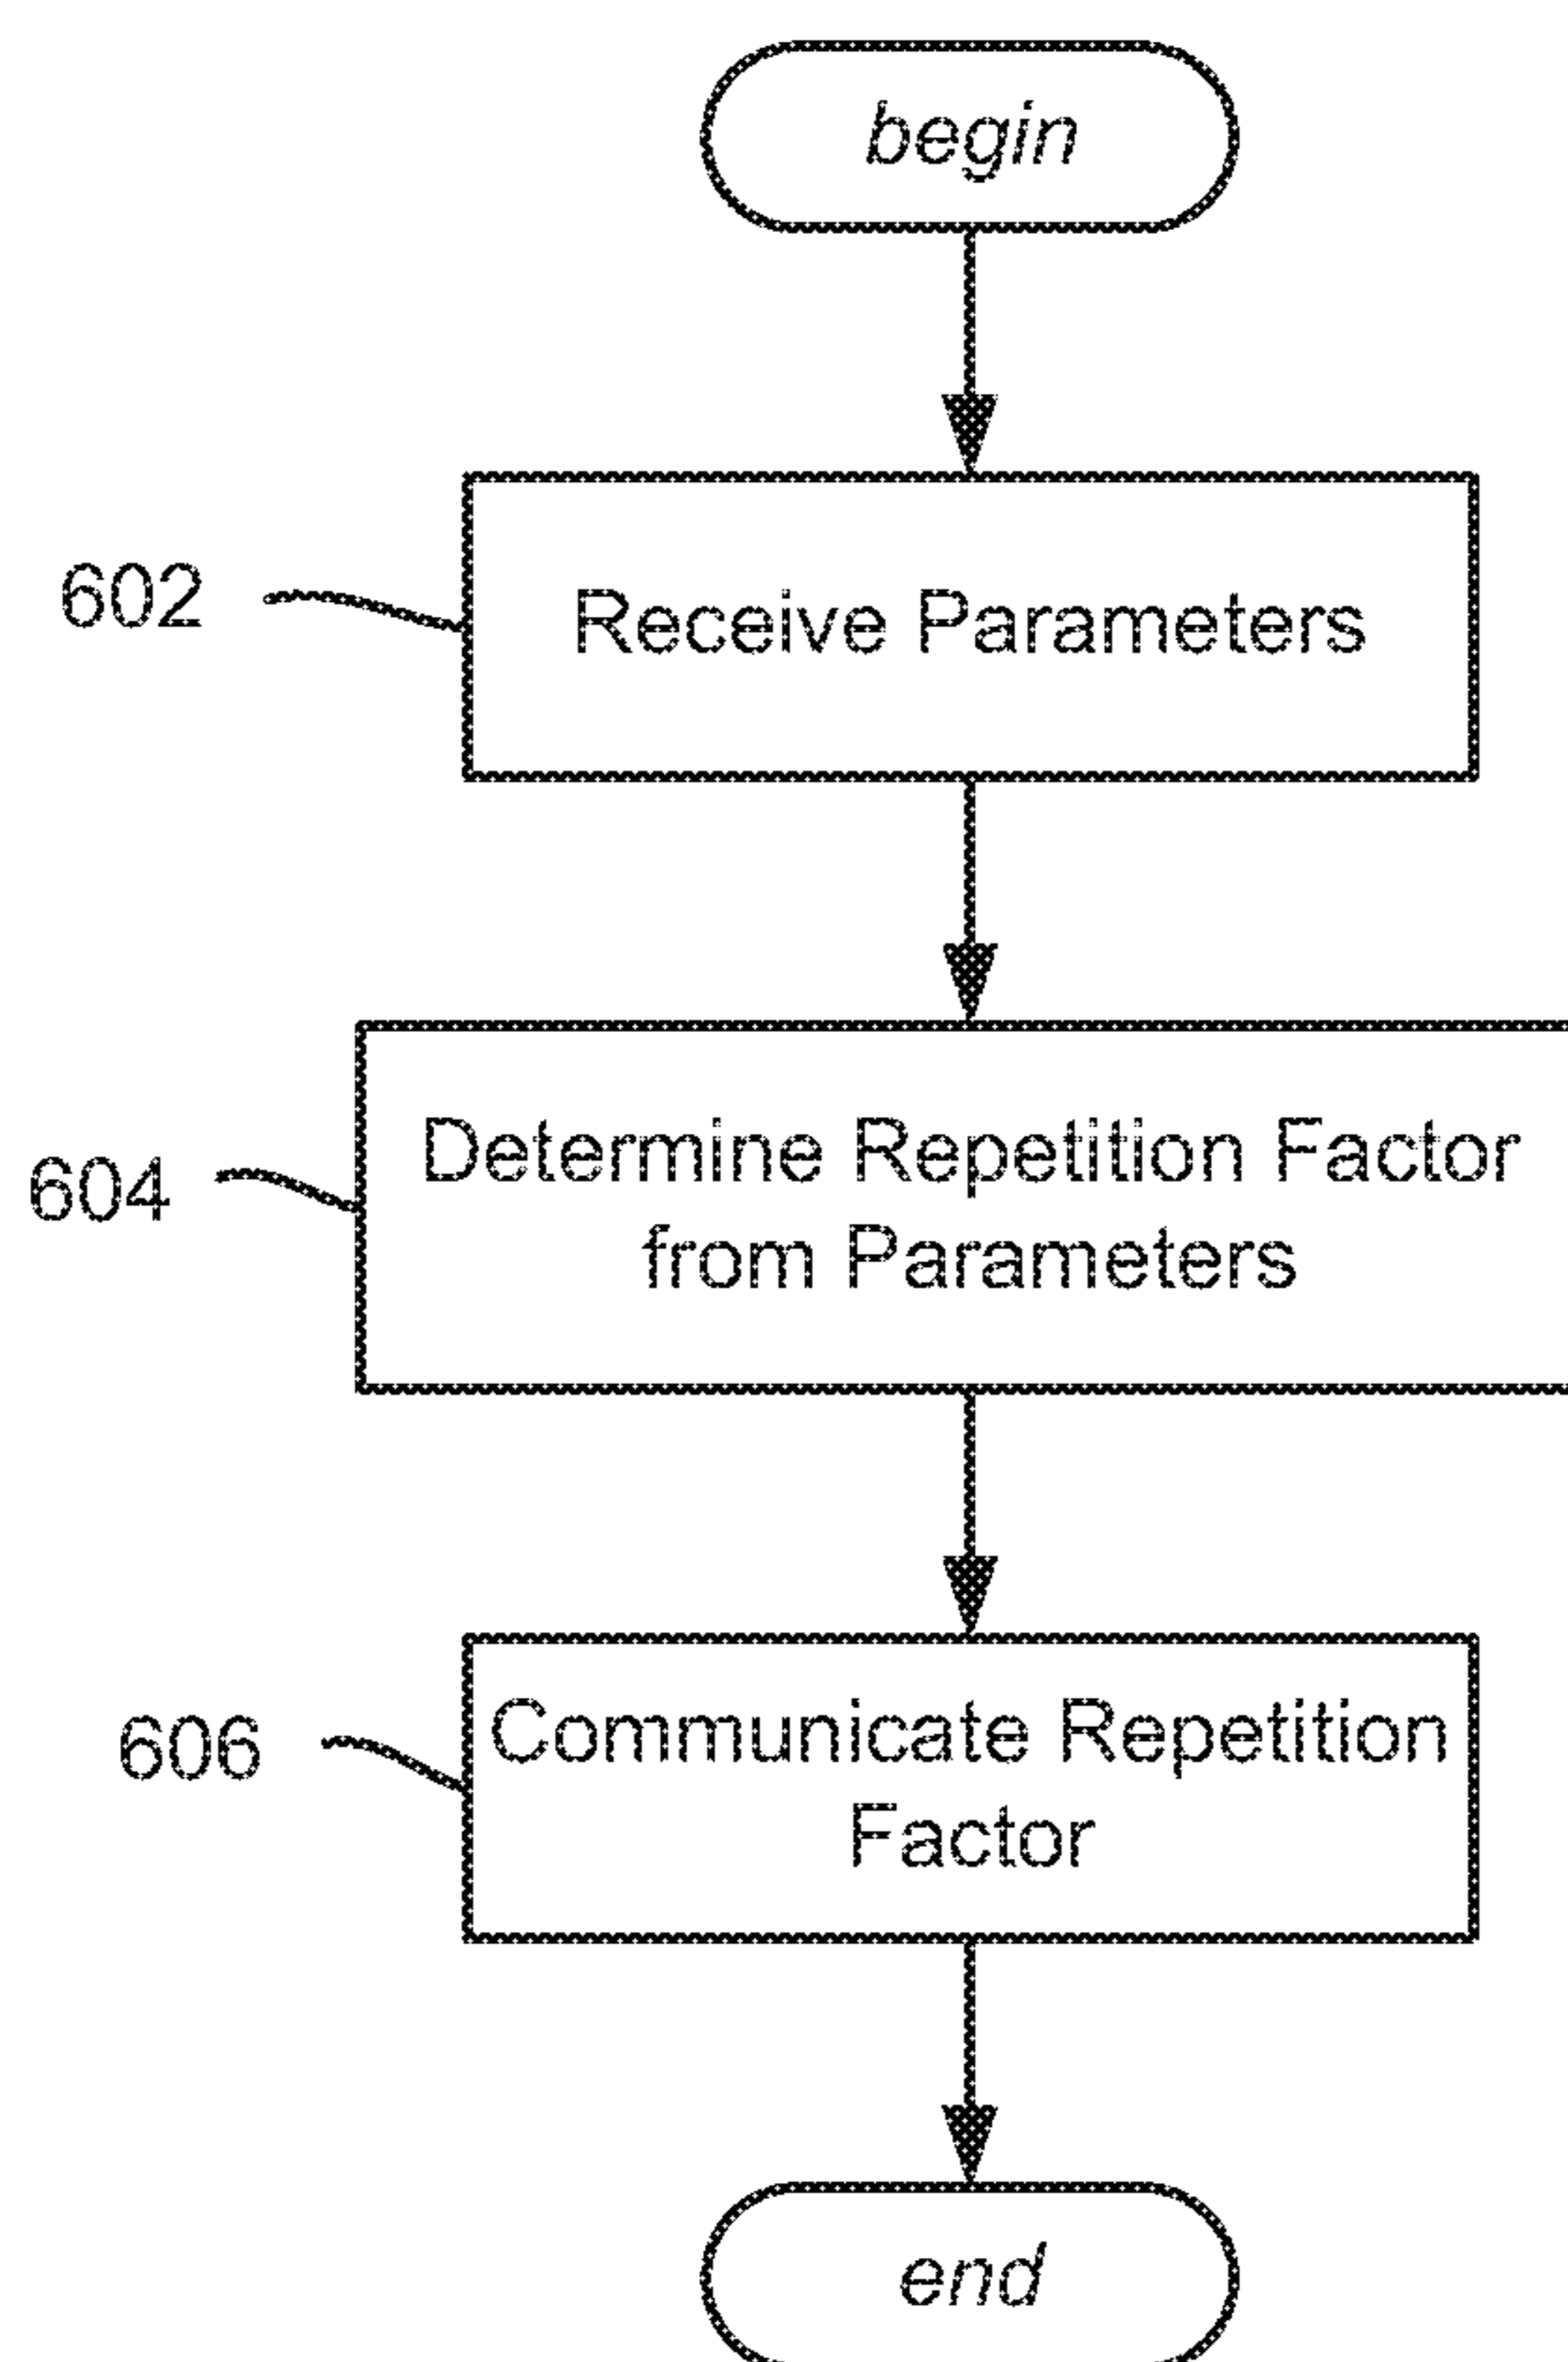 begin
602
Receive Parameters
604
Determine Repetition Factor
from Parameters
606
Communicate Repetition
Factor
end